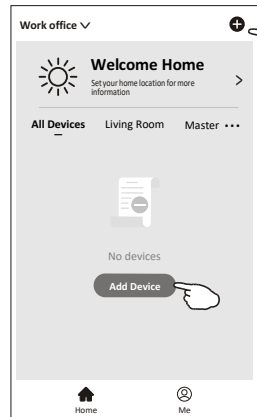 Work office
Welcome Home
Set your home location for more
information
All Devices Living Room Master
No devices
Add Device
Home Me